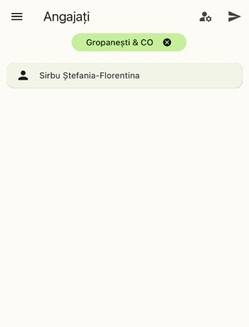 Angajați
Gropanești & CO
Sirbu Ștefania-Florentina